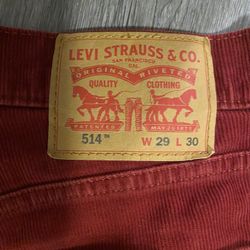 LEVI STRAUSS & CO.
SAN FRANCISCO
CAL.
ORIGINAL RIVETED
QUALITY CLOTHING
PATENTED MAY 20 1873
514™ W 29 L 30